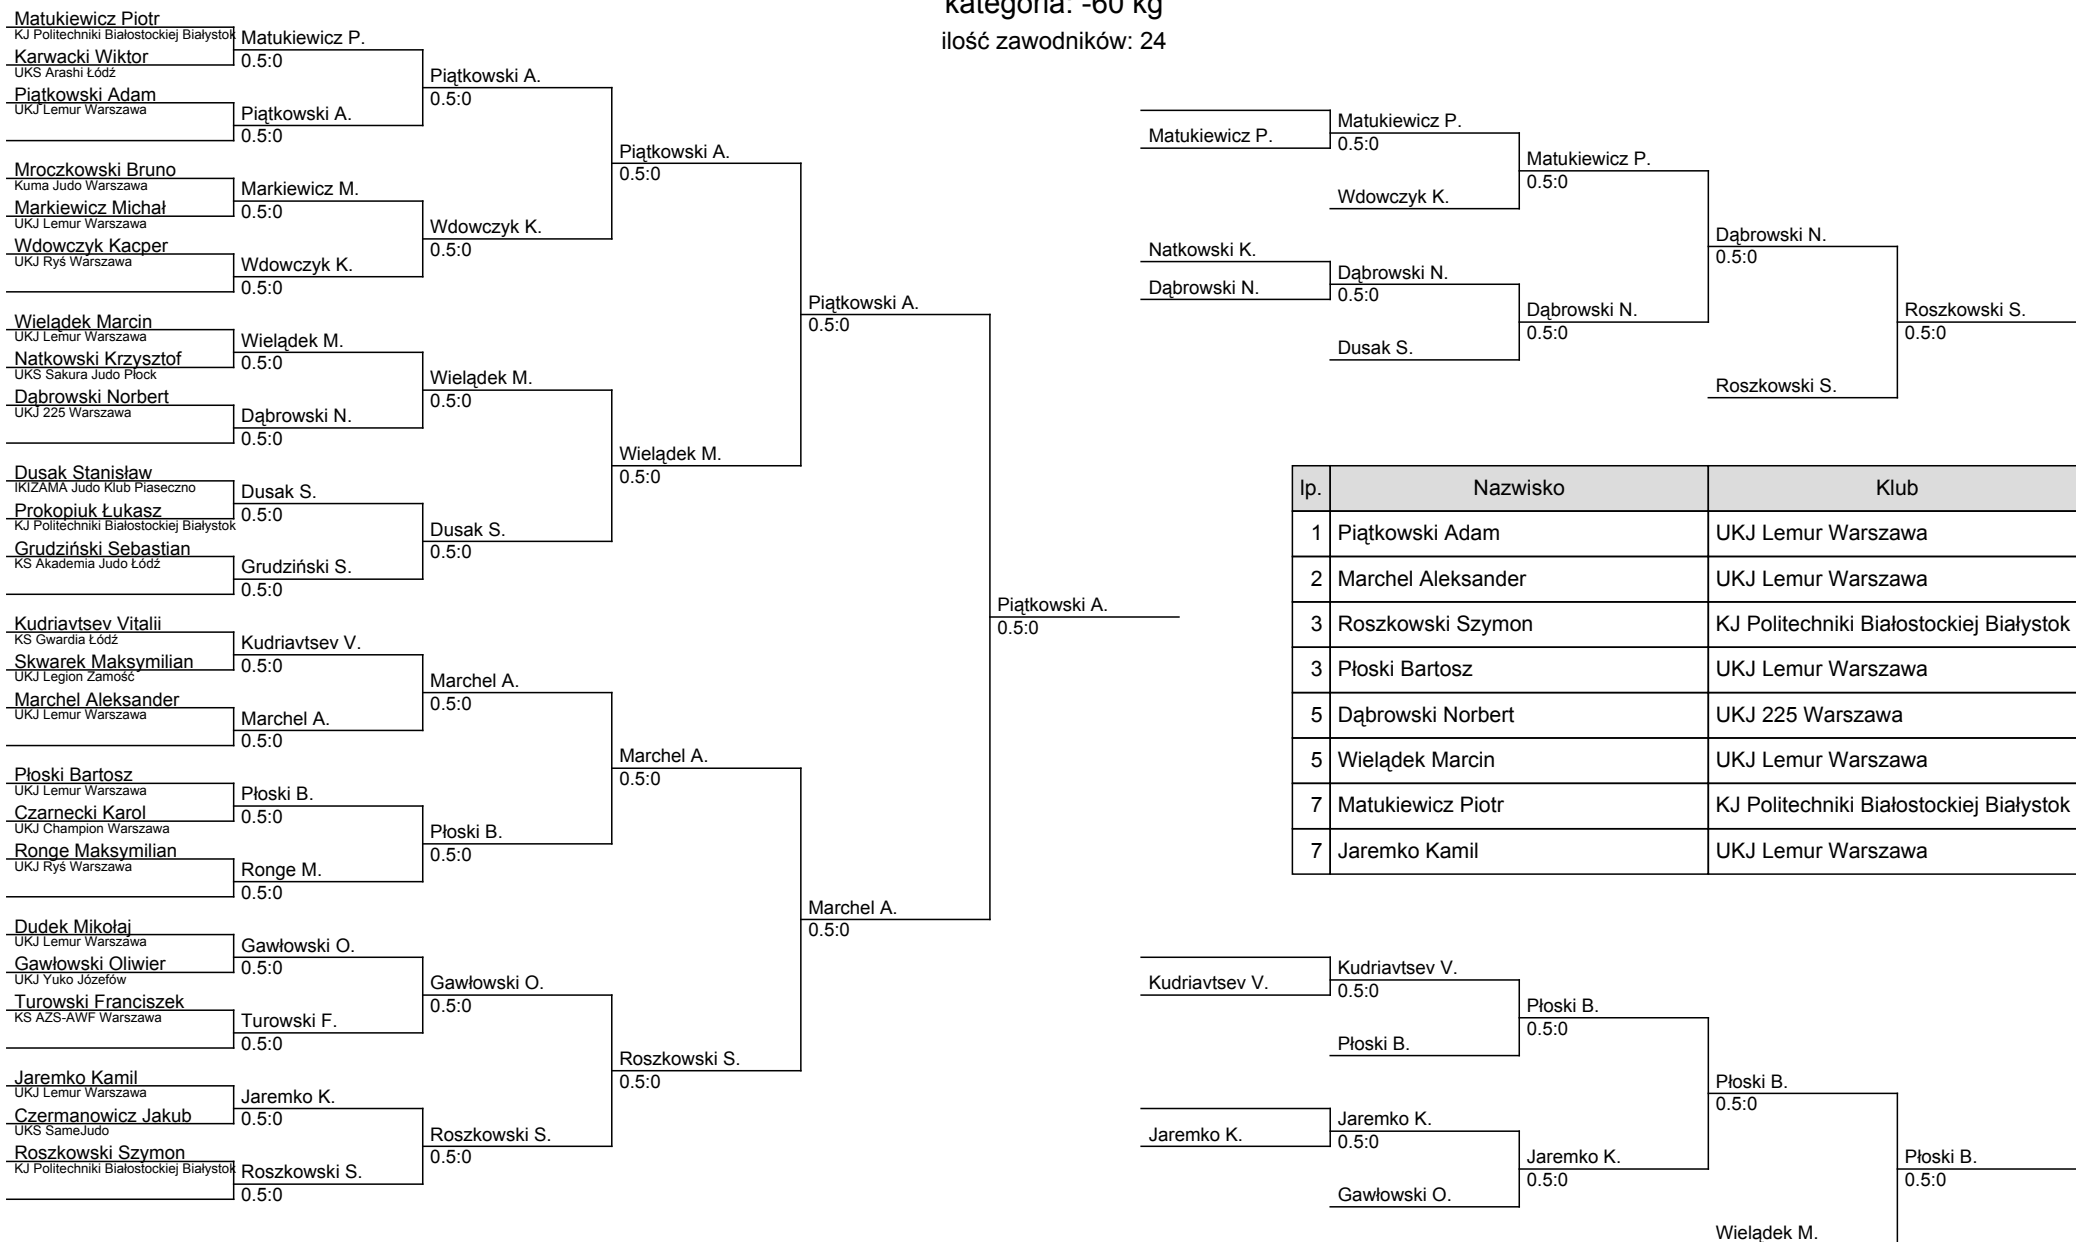 kategoria: -60 kg
ilość zawodników: 24
Matukiewicz Piotr
KJ Politechniki Białostockiej Białystok
Karwacki Wiktor
UKS Arashi Łódź
Piątkowski Adam
UKJ Lemur Warszawa
Mroczkowski Bruno
Kuma Judo Warszawa
Markiewicz Michał
UKJ Lemur Warszawa
Wdowczyk Kacper
UKJ Ryś Warszawa
Wielądek Marcin
UKJ Lemur Warszawa
Natkowski Krzysztof
UKS Sakura Judo Płock
Dąbrowski Norbert
UKJ 225 Warszawa
Dusak Stanisław
IKIZAMA Judo Klub Piaseczno
Prokopiuk Łukasz
KJ Politechniki Białostockiej Białystok
Grudziński Sebastian
KS Akademia Judo Łódź
Kudriavtsev Vitalii
KS Gwardia Łódź
Skwarek Maksymilian
UKJ Legion Zamość
Marchel Aleksander
UKJ Lemur Warszawa
Płoski Bartosz
UKJ Lemur Warszawa
Czarnecki Karol
UKJ Champion Warszawa
Ronge Maksymilian
UKJ Ryś Warszawa
Dudek Mikołaj
UKJ Lemur Warszawa
Gawłowski Oliwier
UKJ Yuko Józefów
Turowski Franciszek
KS AZS-AWF Warszawa
Jaremko Kamil
UKJ Lemur Warszawa
Czermanowicz Jakub
UKS SameJudo
Roszkowski Szymon
KJ Politechniki Białostockiej Białystok
Matukiewicz P.
0.5:0
Piątkowski A.
0.5:0
Markiewicz M.
0.5:0
Wdowczyk K.
0.5:0
Wielądek M.
0.5:0
Dąbrowski N.
0.5:0
Dusak S.
0.5:0
Grudziński S.
0.5:0
Kudriavtsev V.
0.5:0
Marchel A.
0.5:0
Płoski B.
0.5:0
Ronge M.
0.5:0
Gawłowski O.
0.5:0
Turowski F.
0.5:0
Jaremko K.
0.5:0
Roszkowski S.
0.5:0
Piątkowski A.
0.5:0
Wdowczyk K.
0.5:0
Wielądek M.
0.5:0
Dusak S.
0.5:0
Marchel A.
0.5:0
Płoski B.
0.5:0
Gawłowski O.
0.5:0
Roszkowski S.
0.5:0
Piątkowski A.
0.5:0
Wielądek M.
0.5:0
Marchel A.
0.5:0
Roszkowski S.
0.5:0
Piątkowski A.
0.5:0
Marchel A.
0.5:0
Piątkowski A.
0.5:0
Matukiewicz P.
Natkowski K.
Dąbrowski N.
Matukiewicz P.
0.5:0
Wdowczyk K.
Dąbrowski N.
0.5:0
Dusak S.
Matukiewicz P.
0.5:0
Dąbrowski N.
0.5:0
Dąbrowski N.
0.5:0
Roszkowski S.
Roszkowski S.
0.5:0
lp. Nazwisko Klub
1 Piątkowski Adam UKJ Lemur Warszawa
2 Marchel Aleksander UKJ Lemur Warszawa
3 Roszkowski Szymon KJ Politechniki Białostockiej Białystok
3 Płoski Bartosz UKJ Lemur Warszawa
5 Dąbrowski Norbert UKJ 225 Warszawa
5 Wielądek Marcin UKJ Lemur Warszawa
7 Matukiewicz Piotr KJ Politechniki Białostockiej Białystok
7 Jaremko Kamil UKJ Lemur Warszawa
Kudriavtsev V.
Jaremko K.
Kudriavtsev V.
0.5:0
Płoski B.
Jaremko K.
0.5:0
Gawłowski O.
Płoski B.
0.5:0
Jaremko K.
0.5:0
Płoski B.
0.5:0
Wielądek M.
Płoski B.
0.5:0